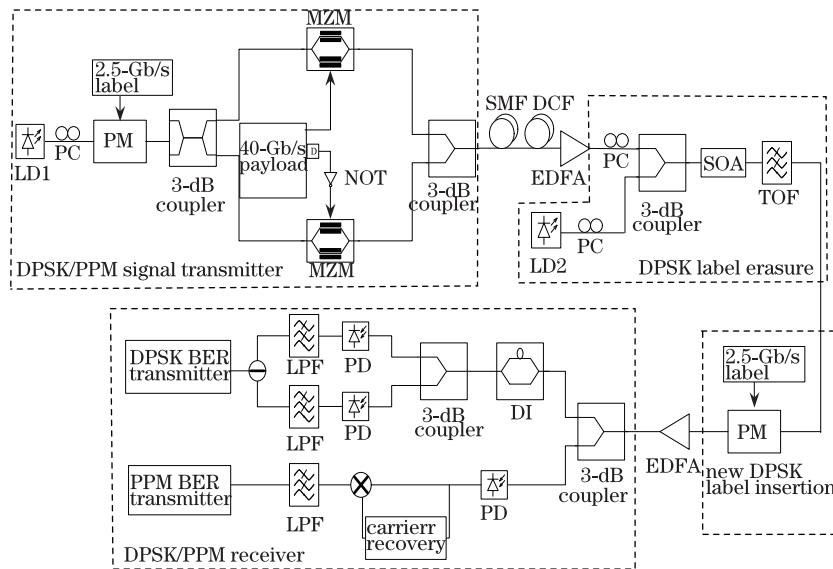 MZM
2.5-Gb/s
label
PM
LD1
PC
3-dB
coupler
40-Gb/s
payload
D
NOT
MZM
3-dB
coupler
DPSK/PPM signal transmitter
SMF DCF
EDFA
PC
3-dB
coupler
SOA
TOF
LD2
PC
DPSK label erasure
2.5-Gb/s
label
PM
new DPSK
label insertion
EDFA
3-dB
coupler
DI
3-dB
coupler
PD
LPF
PD
LPF
DPSK BER
transmitter
PPM BER
transmitter
LPF
carrierr
recovery
PD
DPSK/PPM receiver